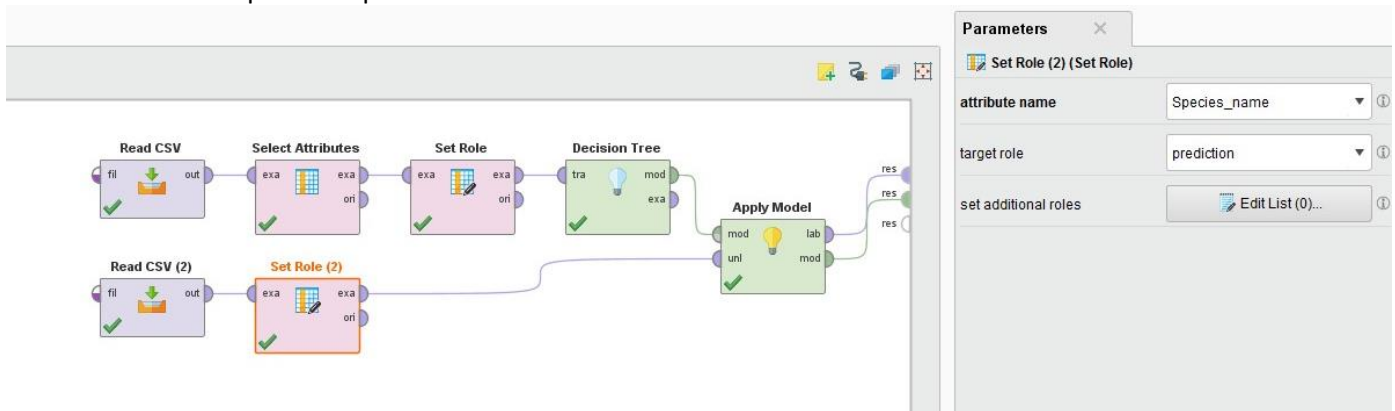 Parameters
Set Role (2) (Set Role)
attribute name
Species_name
target role
prediction
set additional roles
Edit List (0)...
Read CSV
fil
out
Select Attributes
exa
exa
ori
Set Role
exa
exa
ori
Decision Tree
tra
mod
exa
Apply Model
mod
lab
unl
mod
res
res
res
Read CSV (2)
fil
out
Set Role (2)
exa
exa
ori